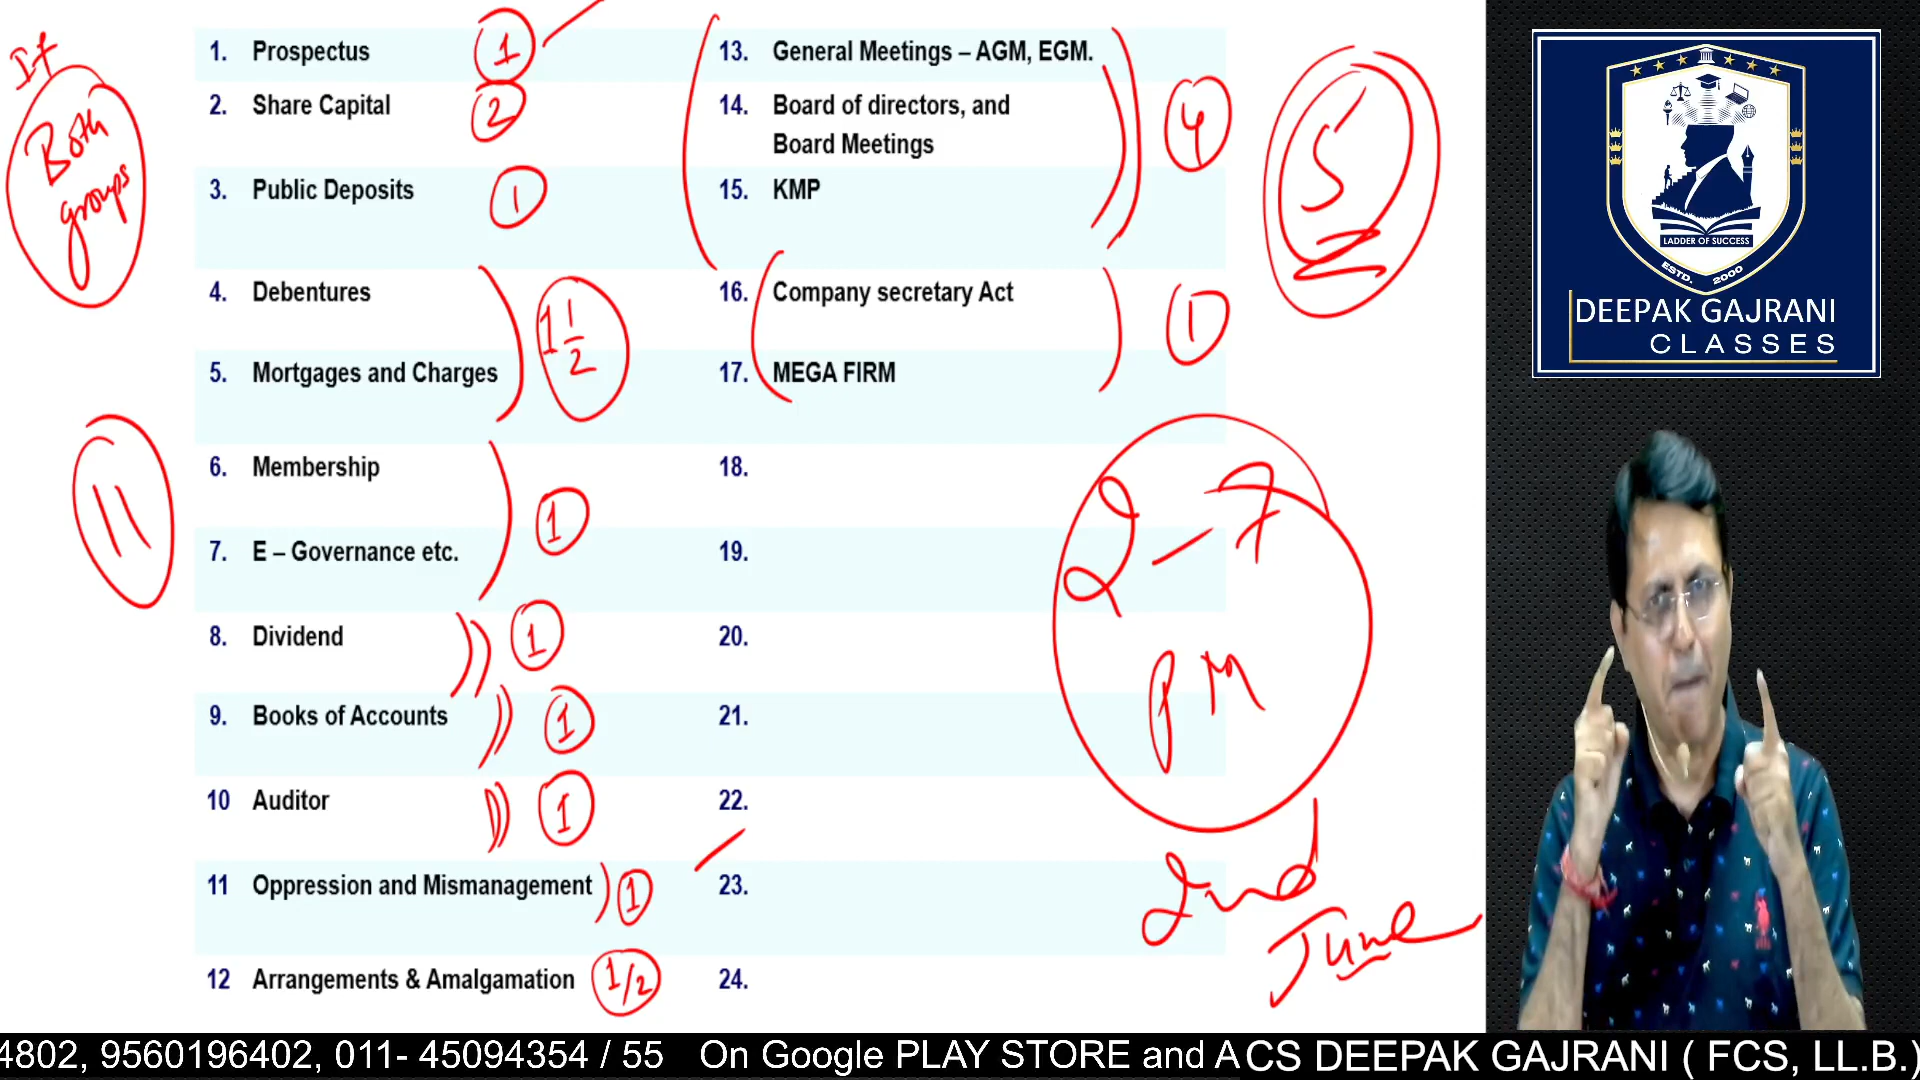 If
Both
groups
1. Prospectus 1
2. Share Capital 2
3. Public Deposits 1
4. Debentures
5. Mortgages and Charges
1 1/2
6. Membership
7. E – Governance etc.
1
8. Dividend 1
9. Books of Accounts 1
10 Auditor 1
11 Oppression and Mismanagement 1
12 Arrangements & Amalgamation 1/2
11
13. General Meetings – AGM, EGM.
14. Board of directors, and
Board Meetings
15. KMP
4
16. Company secretary Act
17. MEGA FIRM
1
5
18.
19.
20.
21.
22.
23.
24.
2 – 7
PM
2nd
June
LADDER OF SUCCESS
ESTD. 2000
DEEPAK GAJRANI
CLASSES
4802, 9560196402, 011- 45094354 / 55 On Google PLAY STORE and A
CS DEEPAK GAJRANI ( FCS, LL.B.)